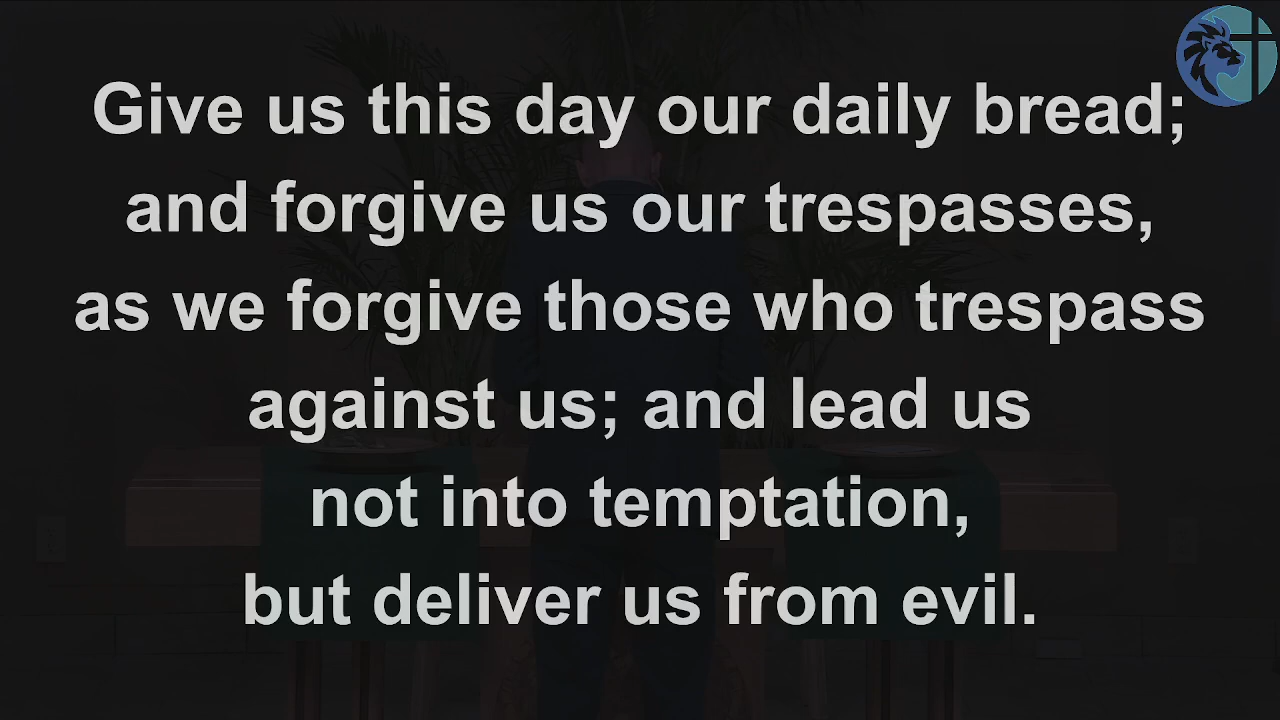 Give us this day our daily bread;
and forgive us our trespasses,
as we forgive those who trespass
against us; and lead us
not into temptation,
but deliver us from evil.